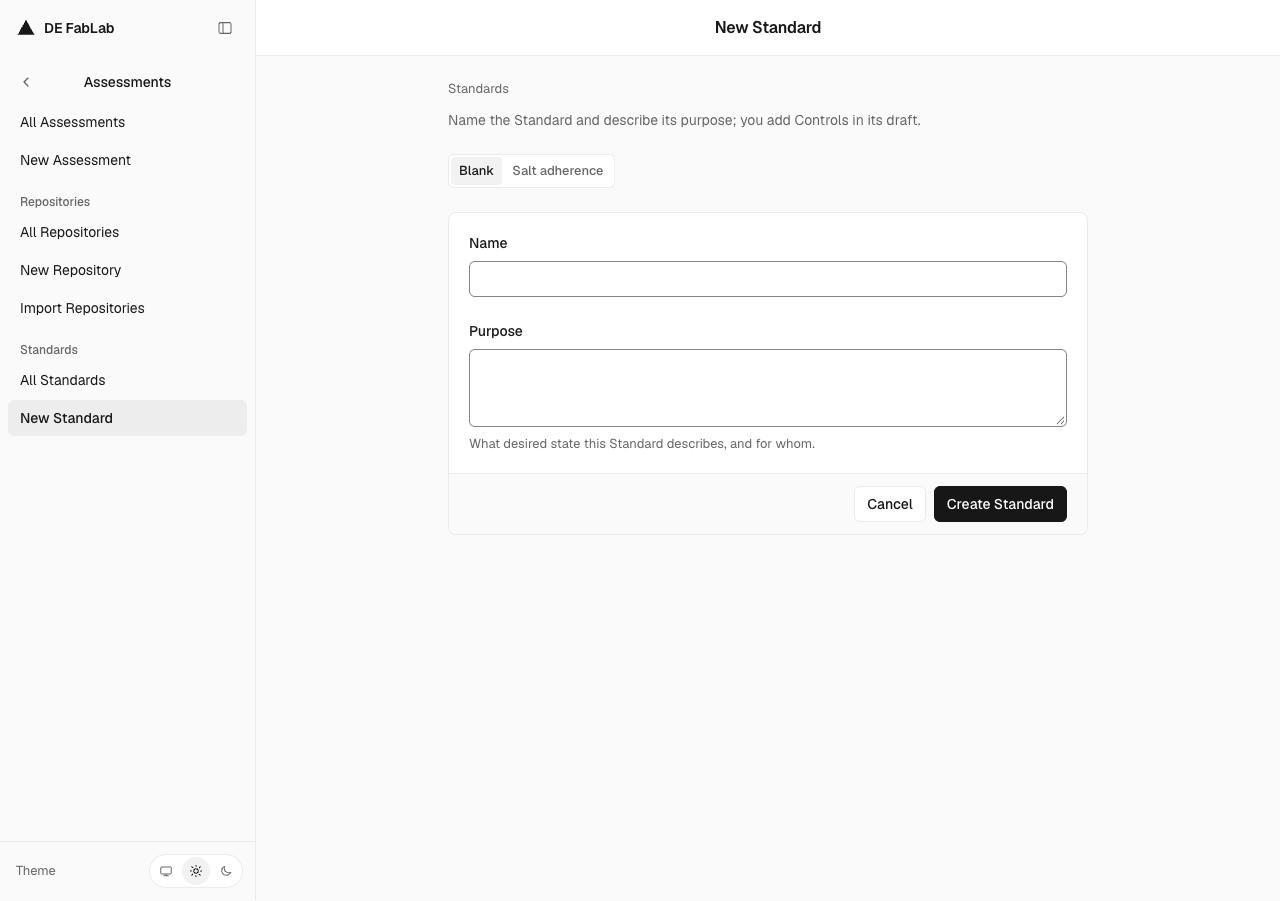 DE FabLab
New Standard
Assessments
All Assessments
New Assessment
Repositories
All Repositories
New Repository
Import Repositories
Standards
All Standards
New Standard
Theme
Standards
Name the Standard and describe its purpose; you add Controls in its draft.
Blank
Salt adherence
Name
Purpose
What desired state this Standard describes, and for whom.
Cancel
Create Standard